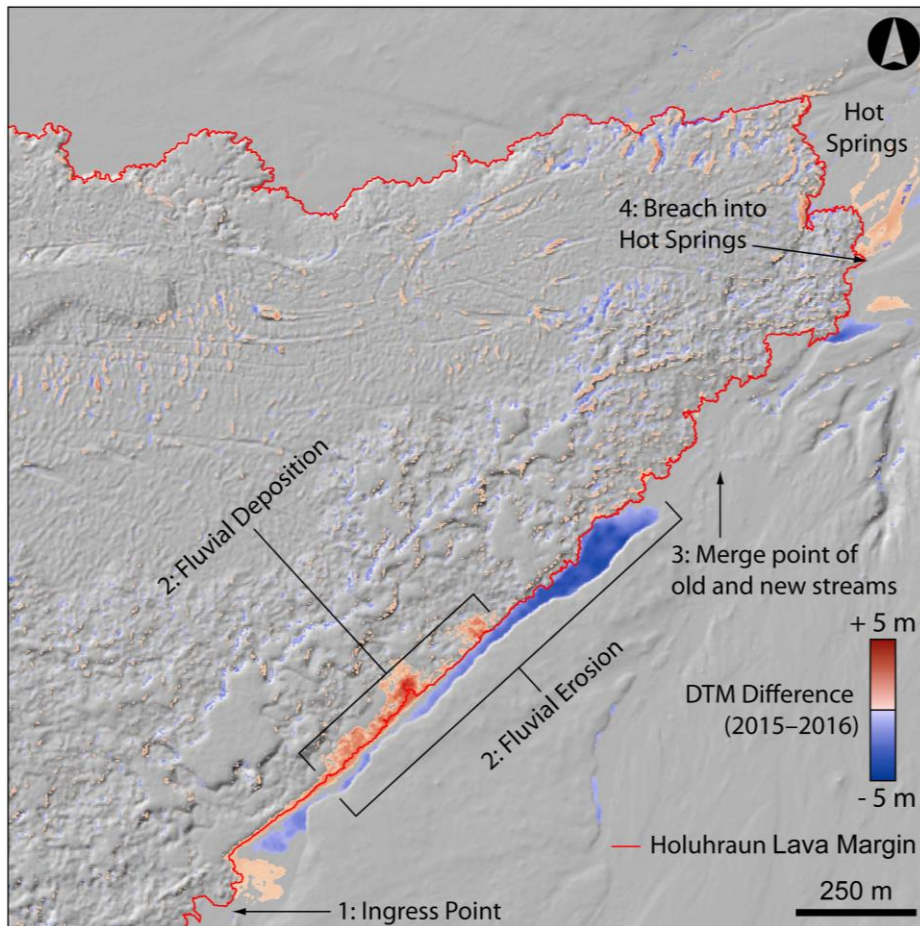 Hot
Springs
4: Breach into
Hot Springs
2: Fluvial Deposition
3: Merge point of
old and new streams
2: Fluvial Erosion
+ 5 m
DTM Difference
(2015–2016)
- 5 m
Holuhraun Lava Margin
250 m
1: Ingress Point